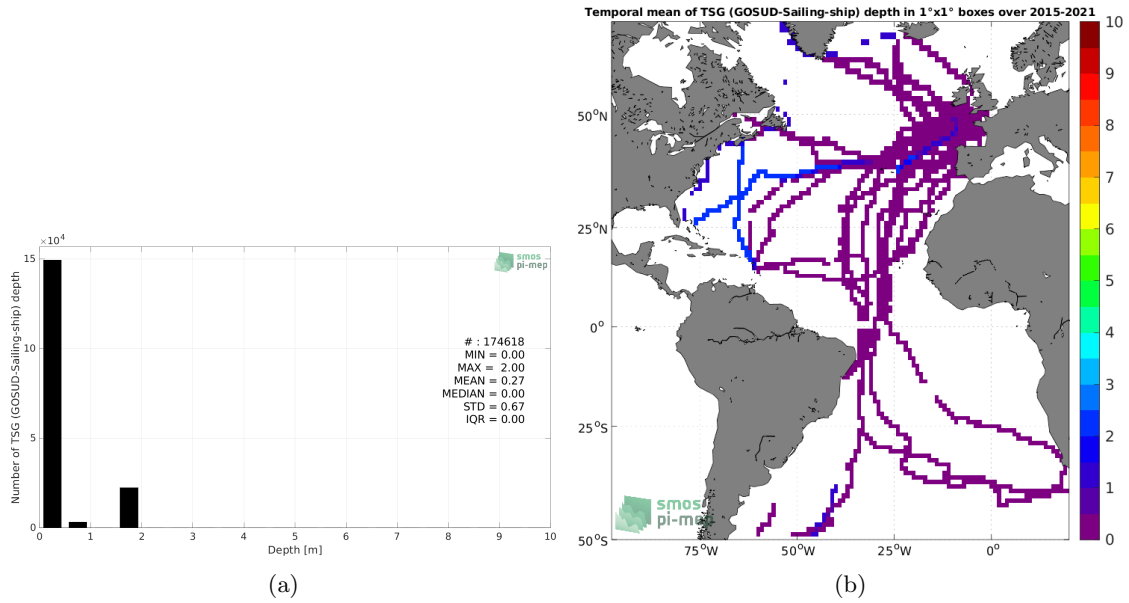 ×10⁴
15
10
5
0
Number of TSG (GOSUD-Sailing-ship) depth
0 1 2 3 4 5 6 7 8 9 10
Depth [m]
smos
pi-mep
# : 174618
MIN = 0.00
MAX = 2.00
MEAN = 0.27
MEDIAN = 0.00
STD = 0.67
IQR = 0.00
(a)
Temporal mean of TSG (GOSUD-Sailing-ship) depth in 1°x1° boxes over 2015-2021
50°N
25°N
0°
25°S
50°S
75°W 50°W 25°W 0°
smos
pi-mep
10
9
8
7
6
5
4
3
2
1
0
(b)